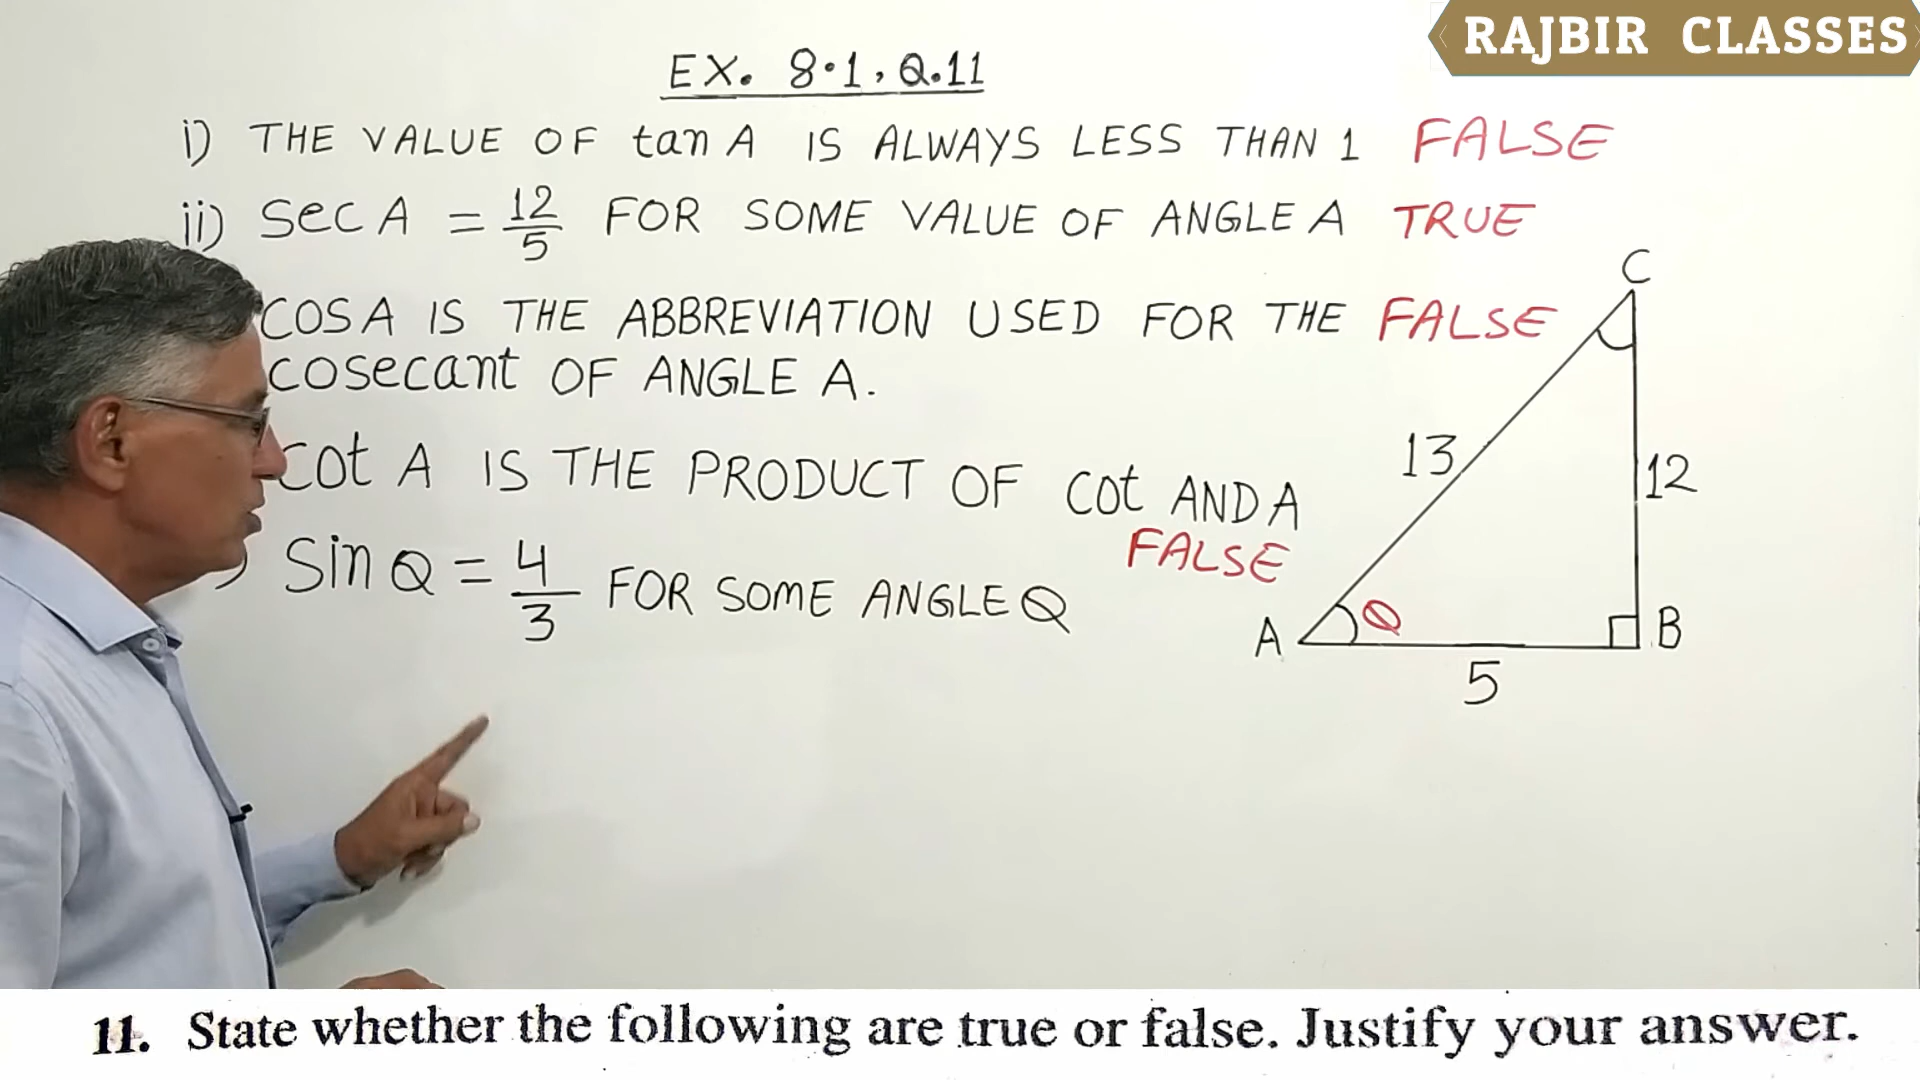 RAJBIR CLASSES
EX. 8.1, Q.11
i) THE VALUE OF tan A IS ALWAYS LESS THAN 1 FALSE
ii) sec A = 12/5 FOR SOME VALUE OF ANGLE A TRUE
COS A IS THE ABBREVIATION USED FOR THE FALSE
cosecant OF ANGLE A.
cot A IS THE PRODUCT OF cot AND A
FALSE
) Sin Q = 4/3 FOR SOME ANGLE Q
C
13
12
A
Q
B
5
11. State whether the following are true or false. Justify your answer.